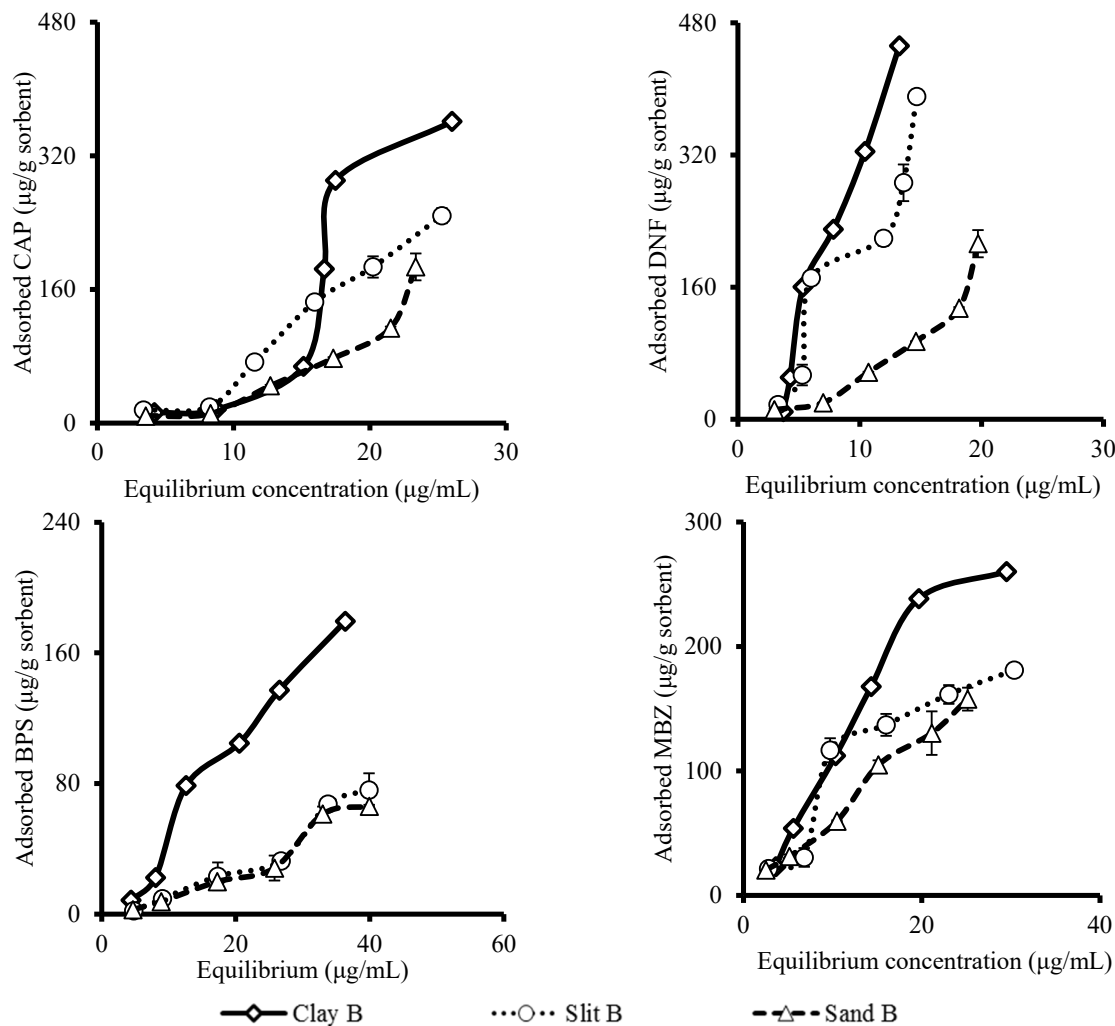 Adsorbed CAP (μg/g sorbent)
480
320
160
0
0 10 20 30
Equilibrium concentration (μg/mL)
Adsorbed DNF (μg/g sorbent)
480
320
160
0
0 10 20 30
Equilibrium concentration (μg/mL)
Adsorbed BPS (μg/g sorbent)
240
160
80
0
0 20 40 60
Equilibrium (μg/mL)
Adsorbed MBZ (μg/g sorbent)
300
200
100
0
0 20 40
Equilibrium concentration (μg/mL)
Clay B Slit B Sand B